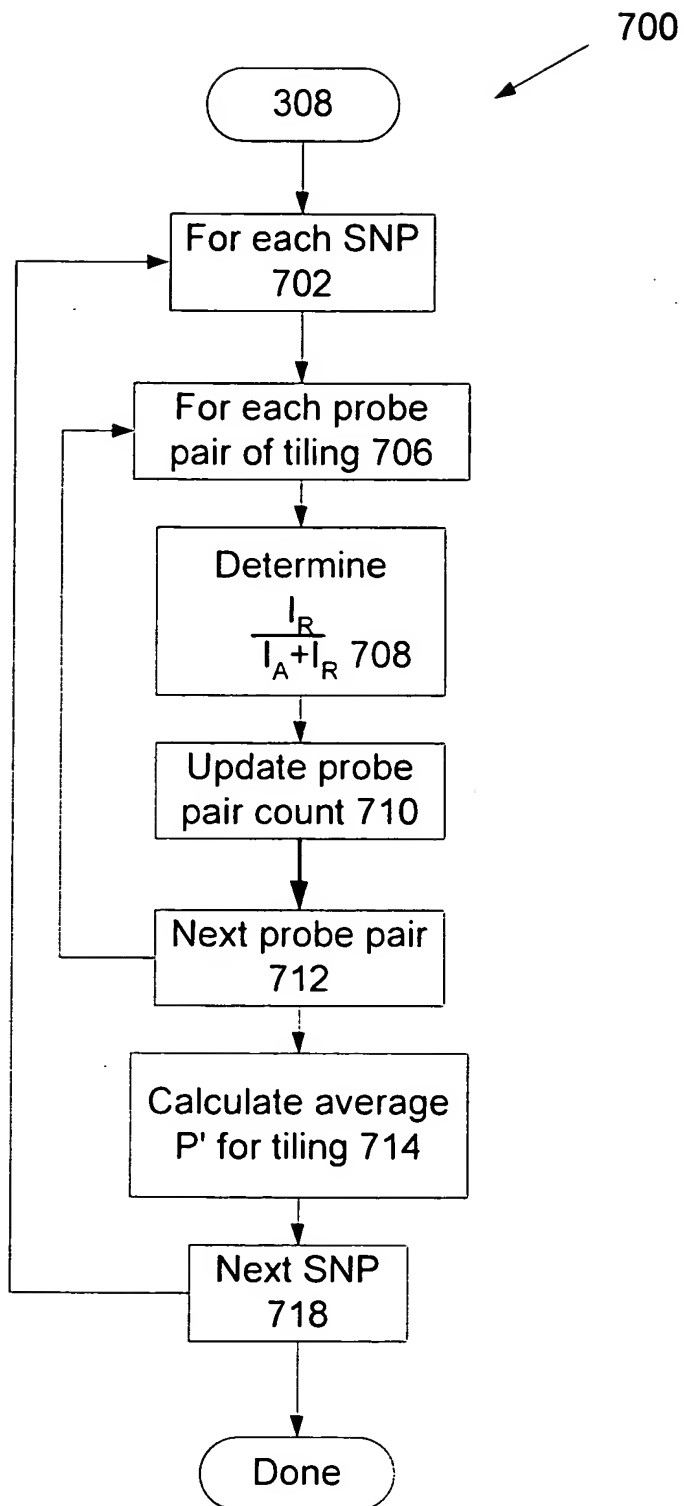 700
308
For each SNP
702
For each probe
pair of tiling 706
Determine
I_R
I_A+I_R 708
Update probe
pair count 710
Next probe pair
712
Calculate average
P' for tiling 714
Next SNP
718
Done